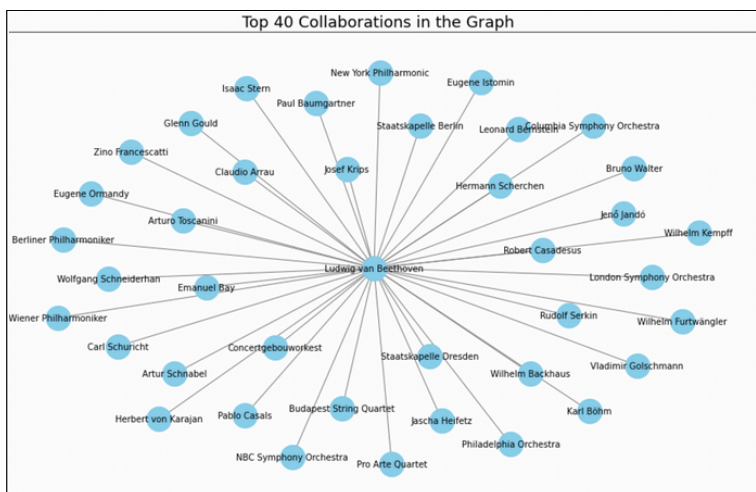 Top 40 Collaborations in the Graph
New York Philharmonic
Isaac Stern
Eugene Istomin
Paul Baumgartner
Glenn Gould
Staatskapelle Berlin
Leonard Bernstein
Columbia Symphony Orchestra
Zino Francescatti
Claudio Arrau
Josef Krips
Bruno Walter
Hermann Scherchen
Eugene Ormandy
Arturo Toscanini
Jenő Jandó
Wilhelm Kempff
Berliner Philharmoniker
Robert Casadesus
Ludwig van Beethoven
Wolfgang Schneiderhan
Emanuel Bay
London Symphony Orchestra
Wiener Philharmoniker
Rudolf Serkin
Wilhelm Furtwängler
Carl Schuricht
Concertgebouworkest
Staatskapelle Dresden
Vladimir Golschmann
Artur Schnabel
Wilhelm Backhaus
Herbert von Karajan
Pablo Casals
Budapest String Quartet
Jascha Heifetz
Karl Böhm
Philadelphia Orchestra
NBC Symphony Orchestra
Pro Arte Quartet